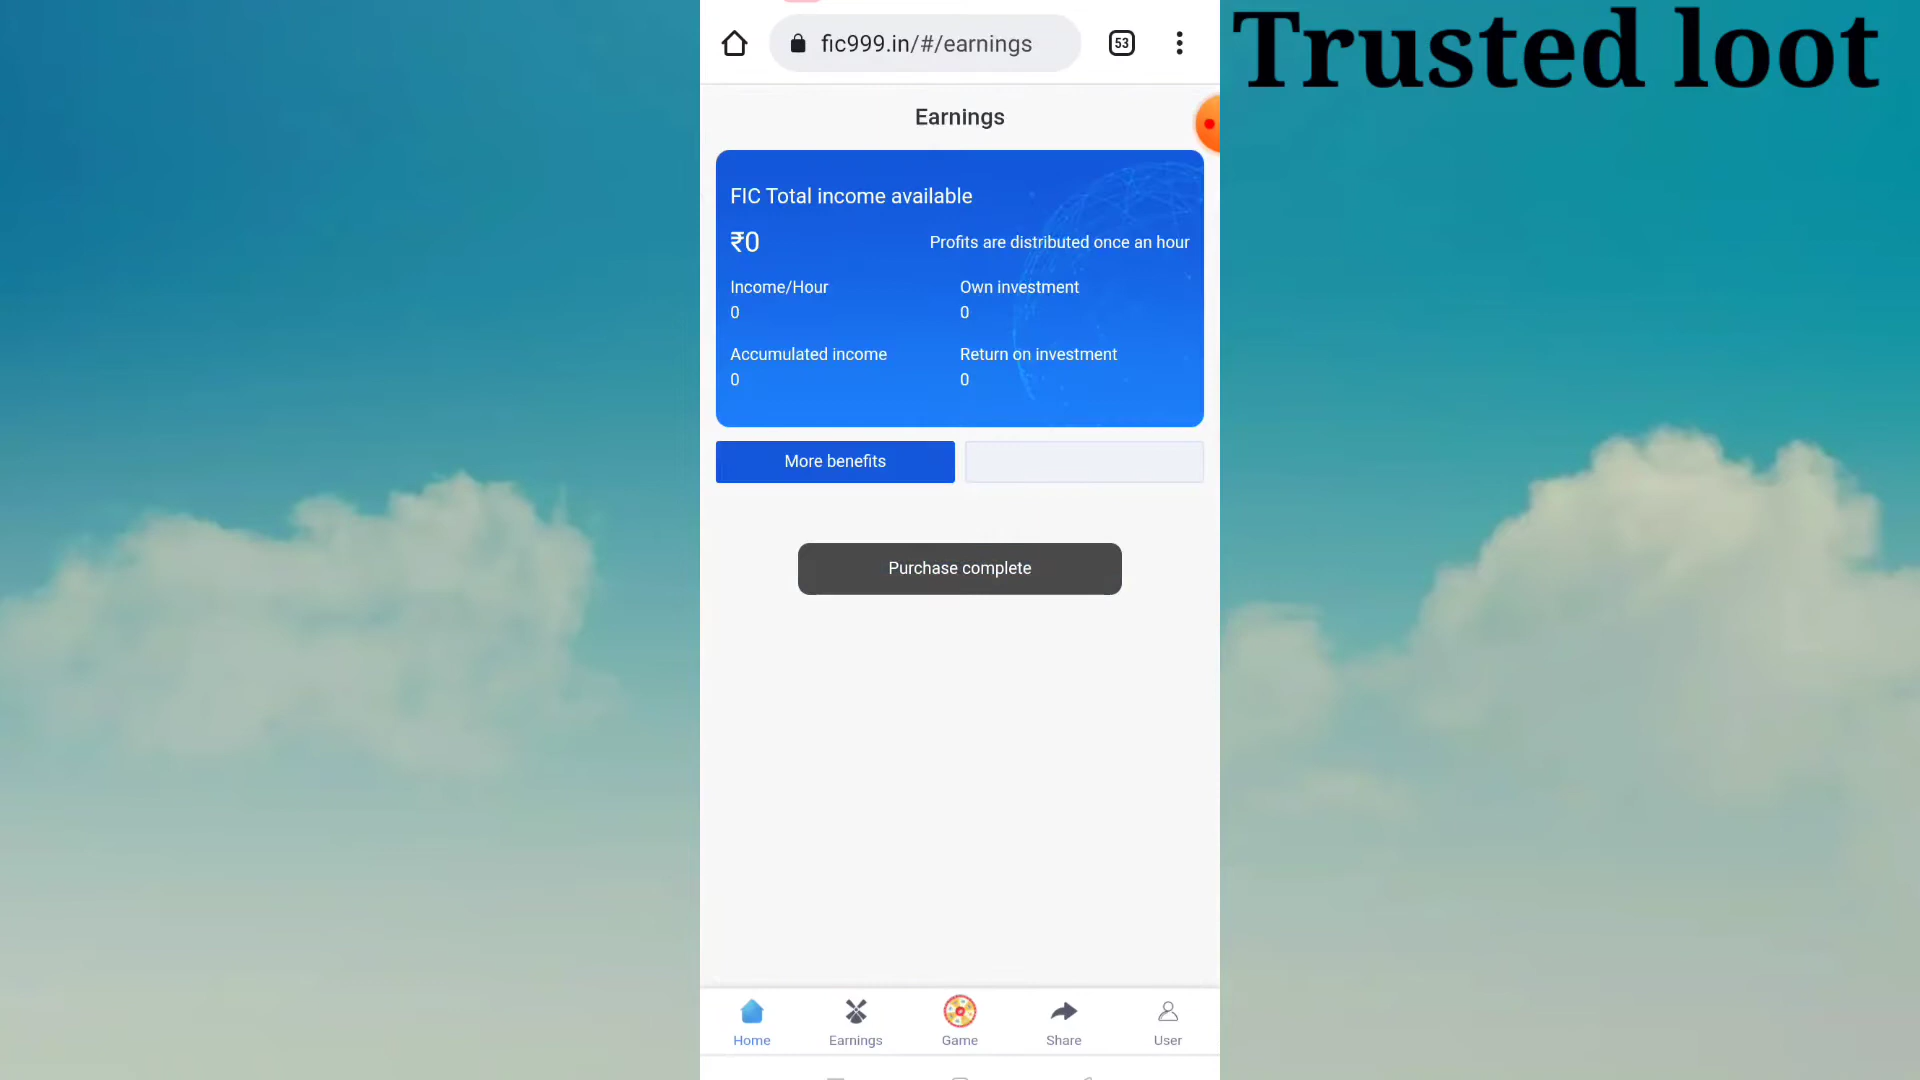 Trusted loot
fic999.in/#/earnings
53
Earnings
FIC Total income available
₹0
Profits are distributed once an hour
Income/Hour
Own investment
0
0
Accumulated income
Return on investment
0
0
More benefits
Purchase complete
Home
Earnings
Game
Share
User